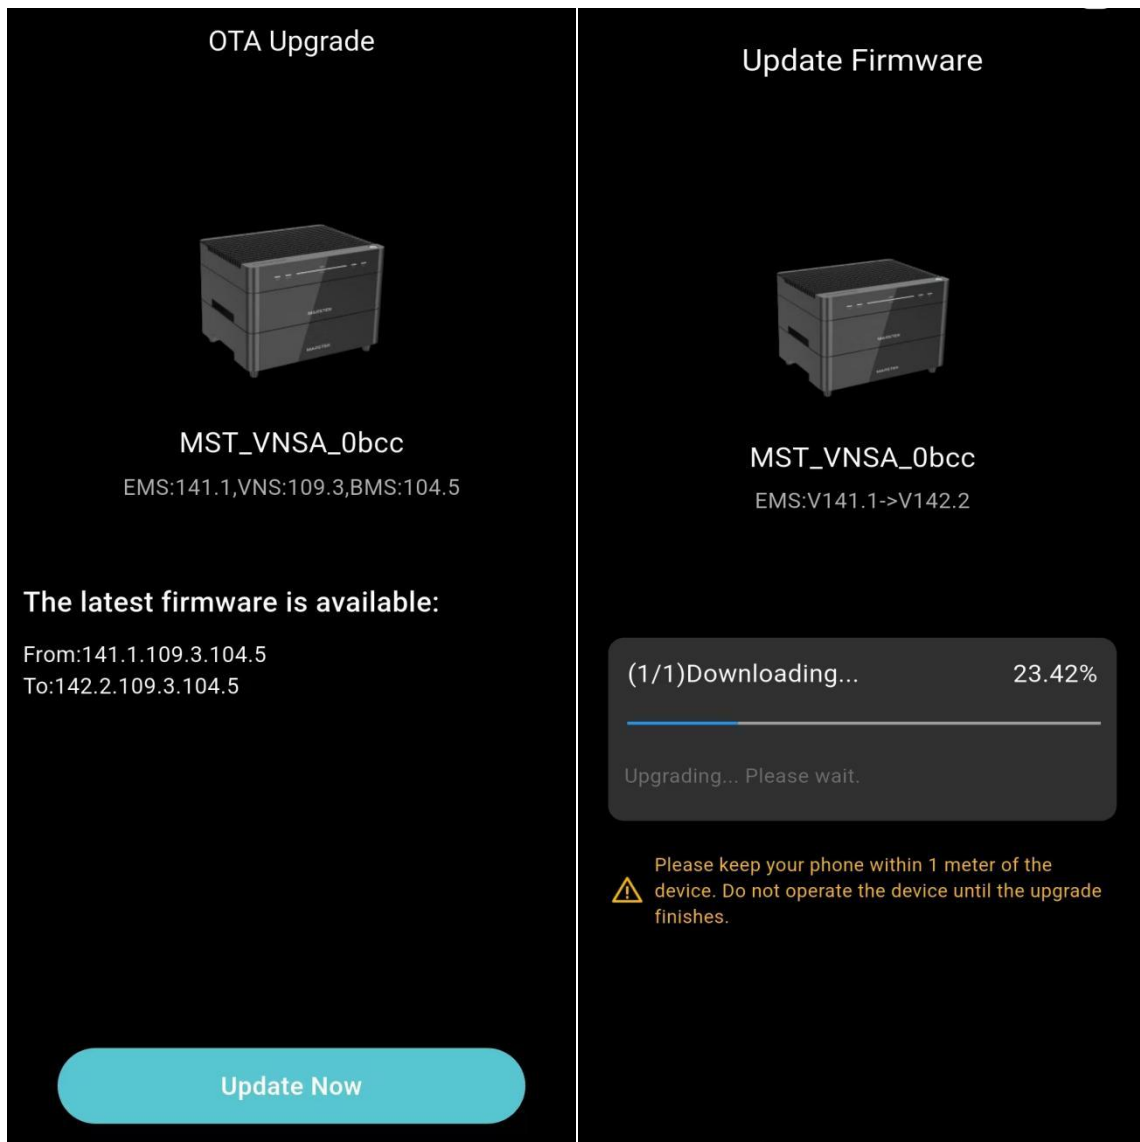 OTA Upgrade
MST_VNSA_0bcc
EMS:141.1,VNS:109.3,BMS:104.5
The latest firmware is available:
From:141.1.109.3.104.5
To:142.2.109.3.104.5
Update Now
Update Firmware
MST_VNSA_0bcc
EMS:V141.1->V142.2
(1/1)Downloading... 23.42%
Upgrading... Please wait.
Please keep your phone within 1 meter of the
device. Do not operate the device until the upgrade
finishes.